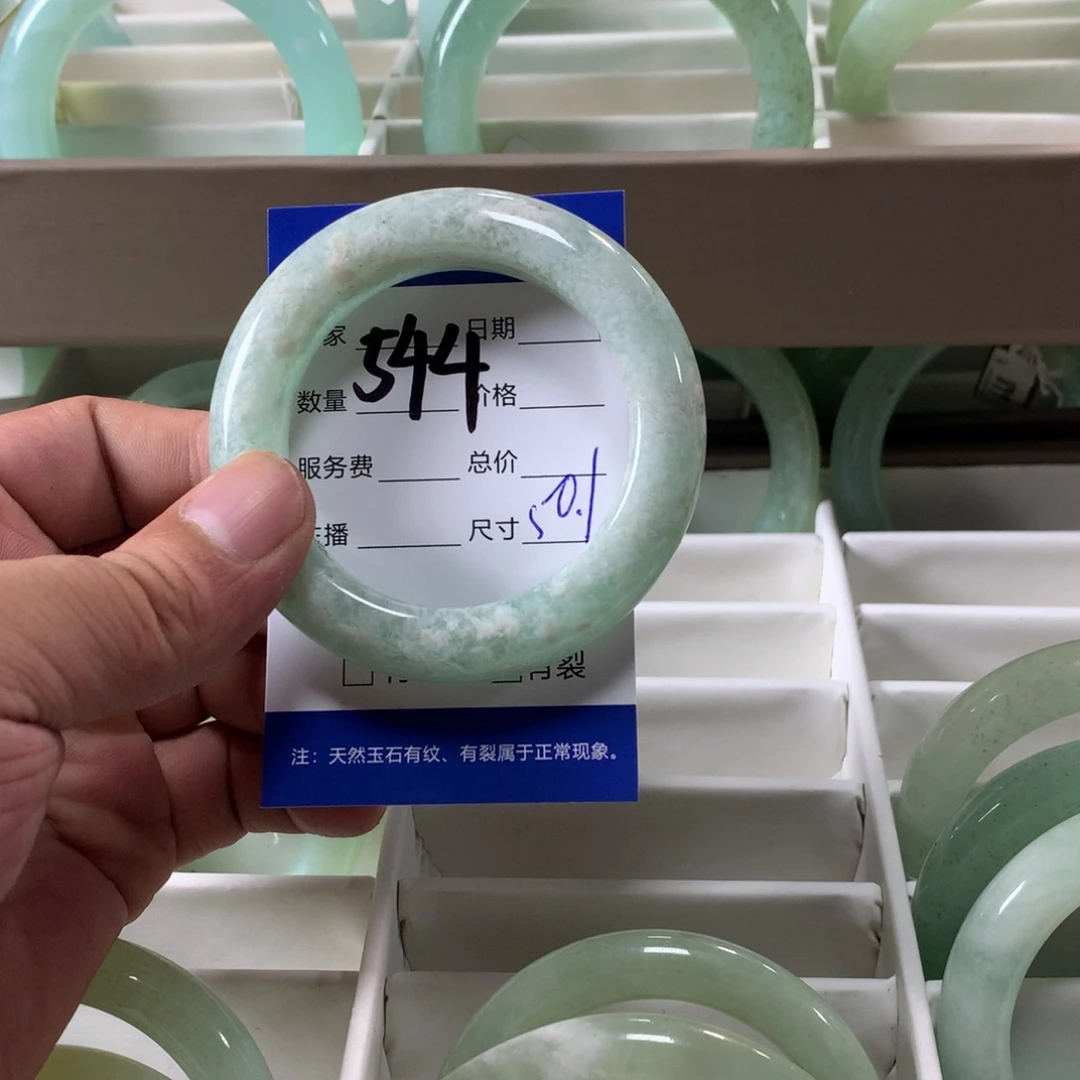 家 日期
544
数量 价格
服务费 总价
播 尺寸 50.1
有裂
注：天然玉石有纹、有裂属于正常现象。